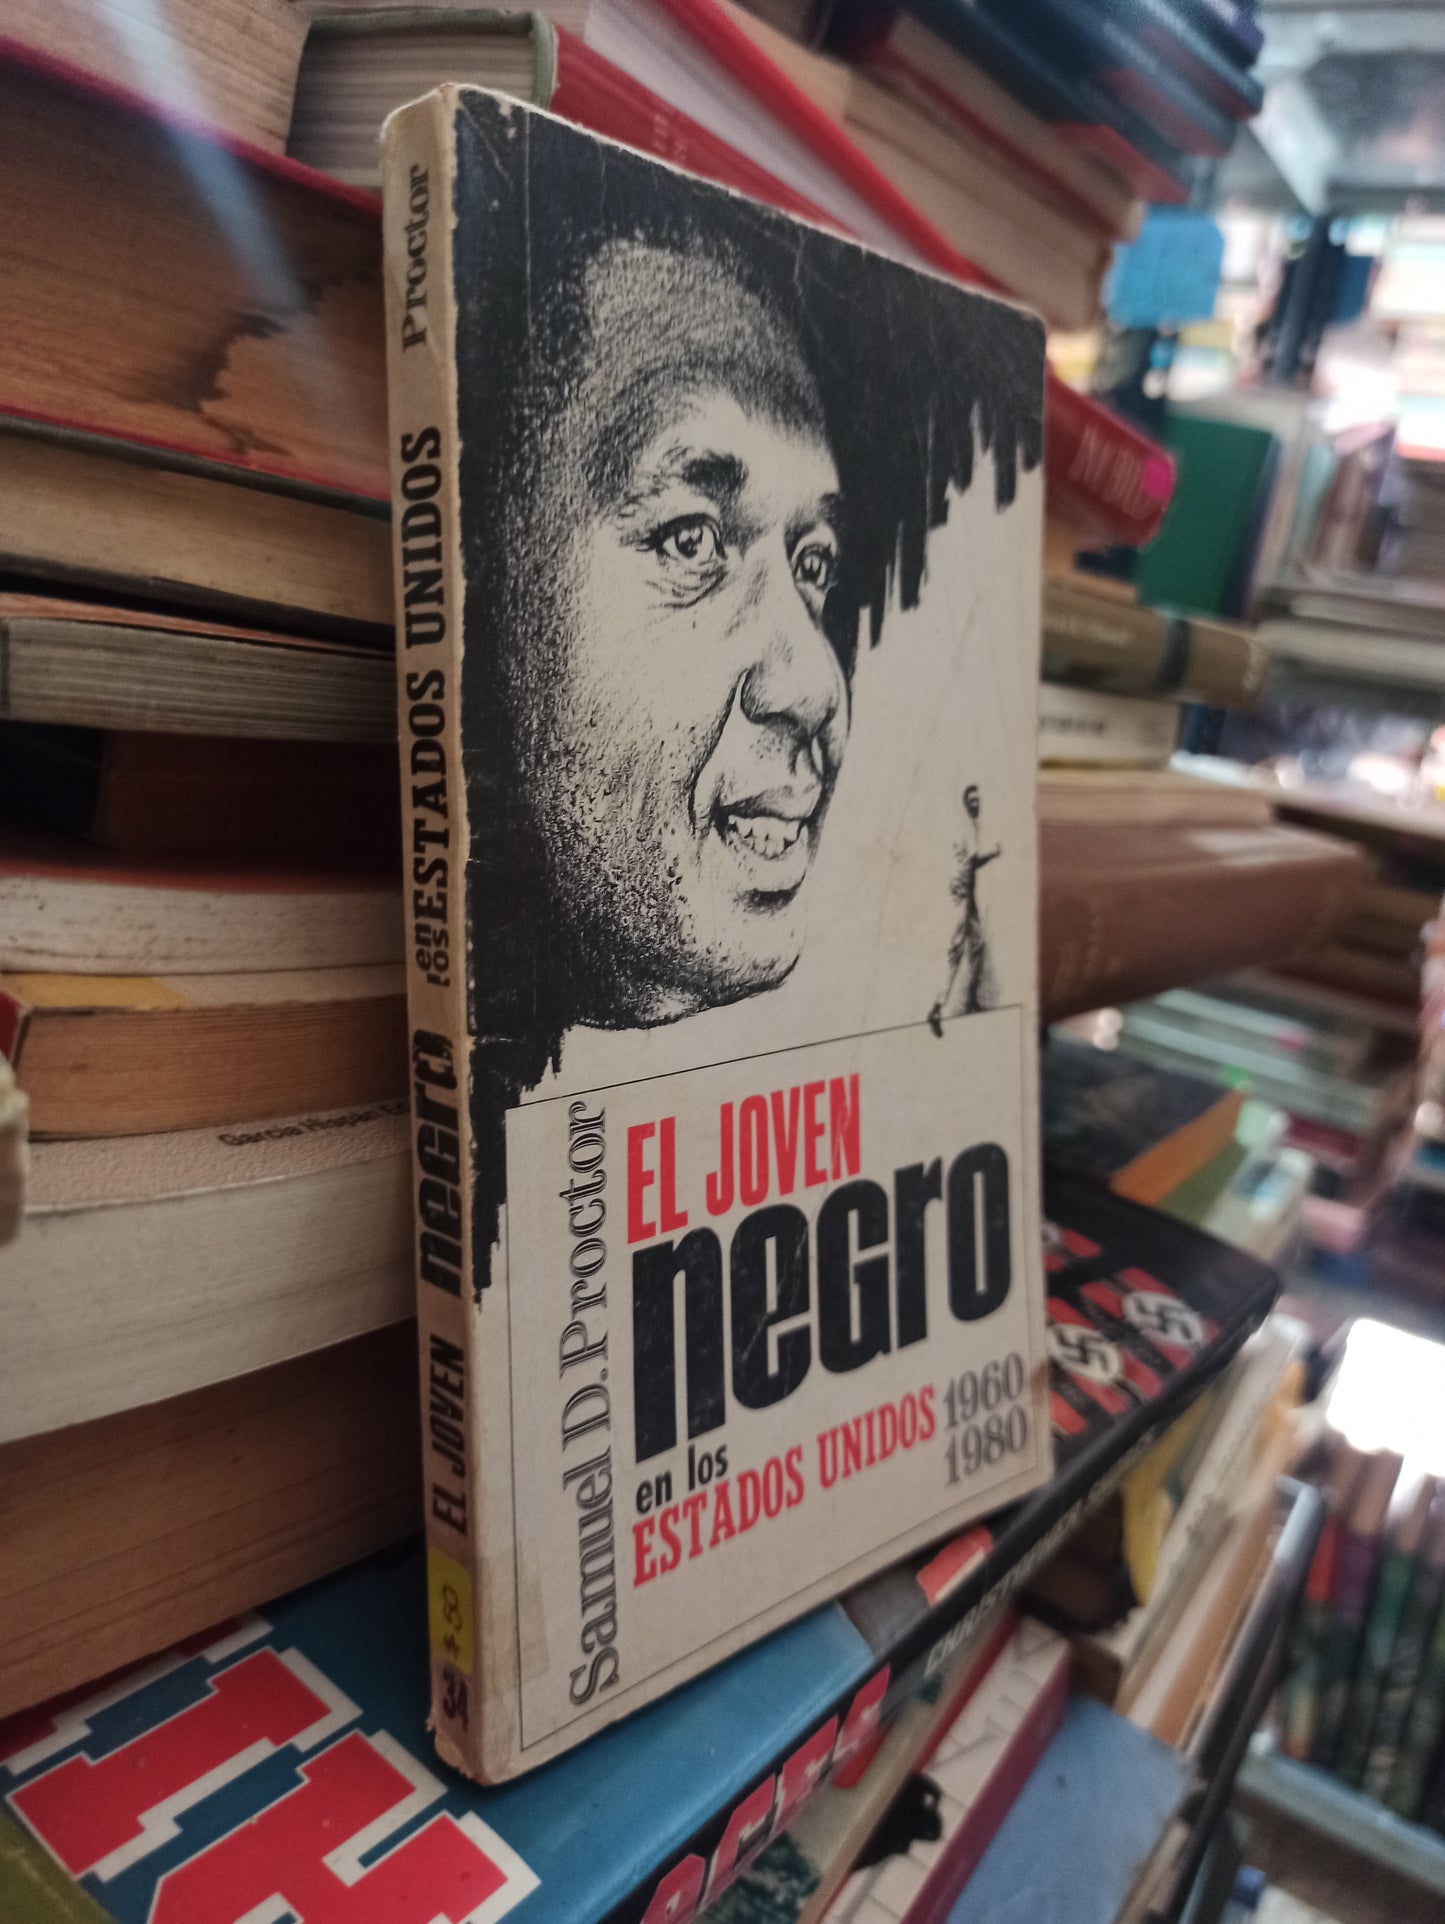 Proctor
EL JOVEN negro en los ESTADOS UNIDOS
$50
34
Samuel D. Proctor
EL JOVEN
negro
en los
ESTADOS UNIDOS
1960
1980